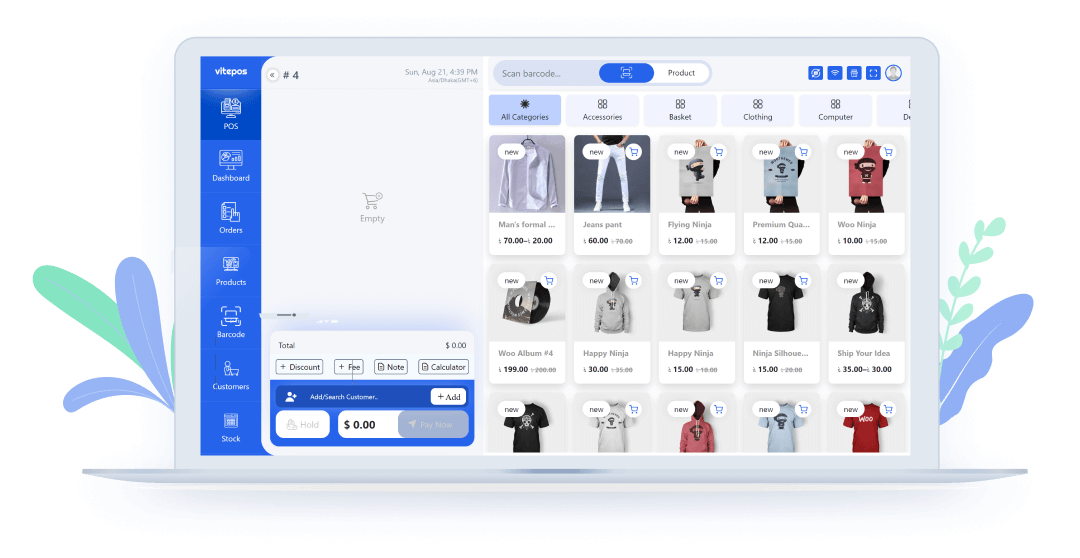 vitepos
POS
Dashboard
Orders
Products
Barcode
Customers
Stock
# 4
Sun, Aug 21, 4:39 PM
Asia/Dhaka(GMT+6)
Empty
Total
$ 0.00
+ Discount
+ Fee
Note
Calculator
Add/Search Customer..
+Add
Hold
$ 0.00
Pay Now
Scan barcode...
Product
All Categories
Accessories
Basket
Clothing
Computer
De
new
Man's formal ...
৳ 70.00–৳ 20.00
new
Jeans pant
৳ 60.00 ৳ 70.00
new
Flying Ninja
৳ 12.00 ৳ 15.00
new
Premium Qua...
৳ 12.00 ৳ 15.00
new
Woo Ninja
৳ 10.00 ৳ 15.00
new
Woo Album #4
৳ 199.00 ৳ 200.00
new
Happy Ninja
৳ 30.00 ৳ 35.00
new
Happy Ninja
৳ 15.00 ৳ 18.00
new
Ninja Silhoue...
৳ 15.00 ৳ 20.00
new
Ship Your Idea
৳ 35.00–৳ 30.00
new
new
new
new
new
WOO